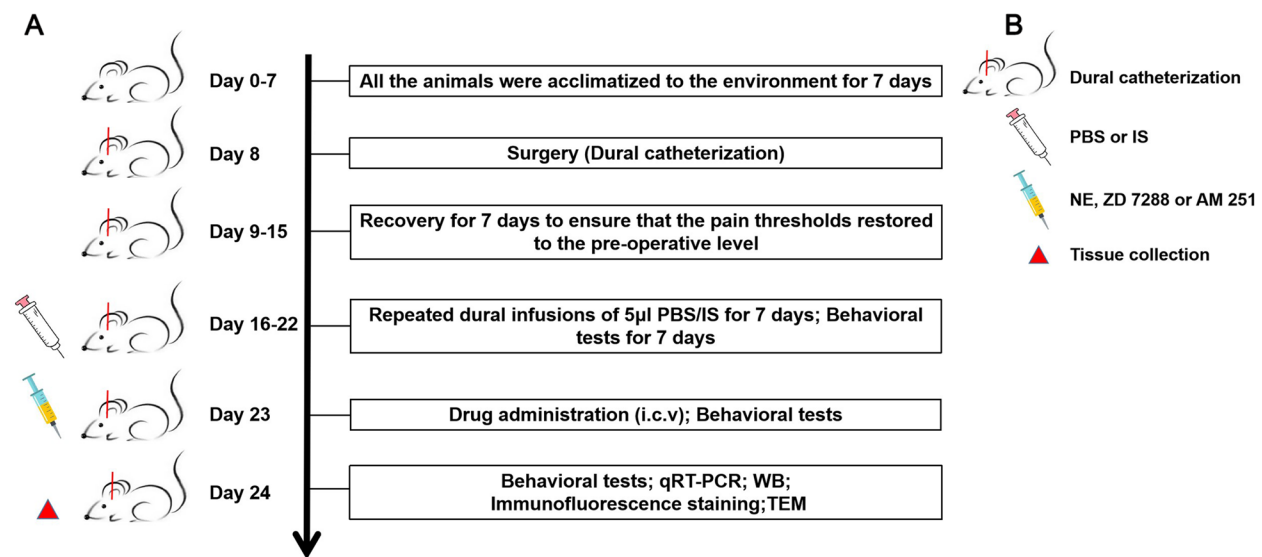 A
Day 0-7
All the animals were acclimatized to the environment for 7 days
Day 8
Surgery (Dural catheterization)
Day 9-15
Recovery for 7 days to ensure that the pain thresholds restored
to the pre-operative level
Day 16-22
Repeated dural infusions of 5μl PBS/IS for 7 days; Behavioral
tests for 7 days
Day 23
Drug administration (i.c.v); Behavioral tests
Day 24
Behavioral tests; qRT-PCR; WB;
Immunofluorescence staining;TEM
B
Dural catheterization
PBS or IS
NE, ZD 7288 or AM 251
Tissue collection